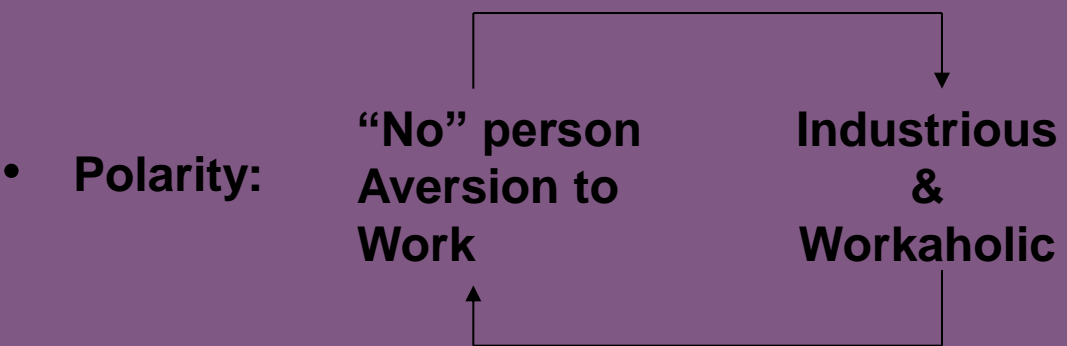 • Polarity:
“No” person
Aversion to
Work
Industrious
&
Workaholic